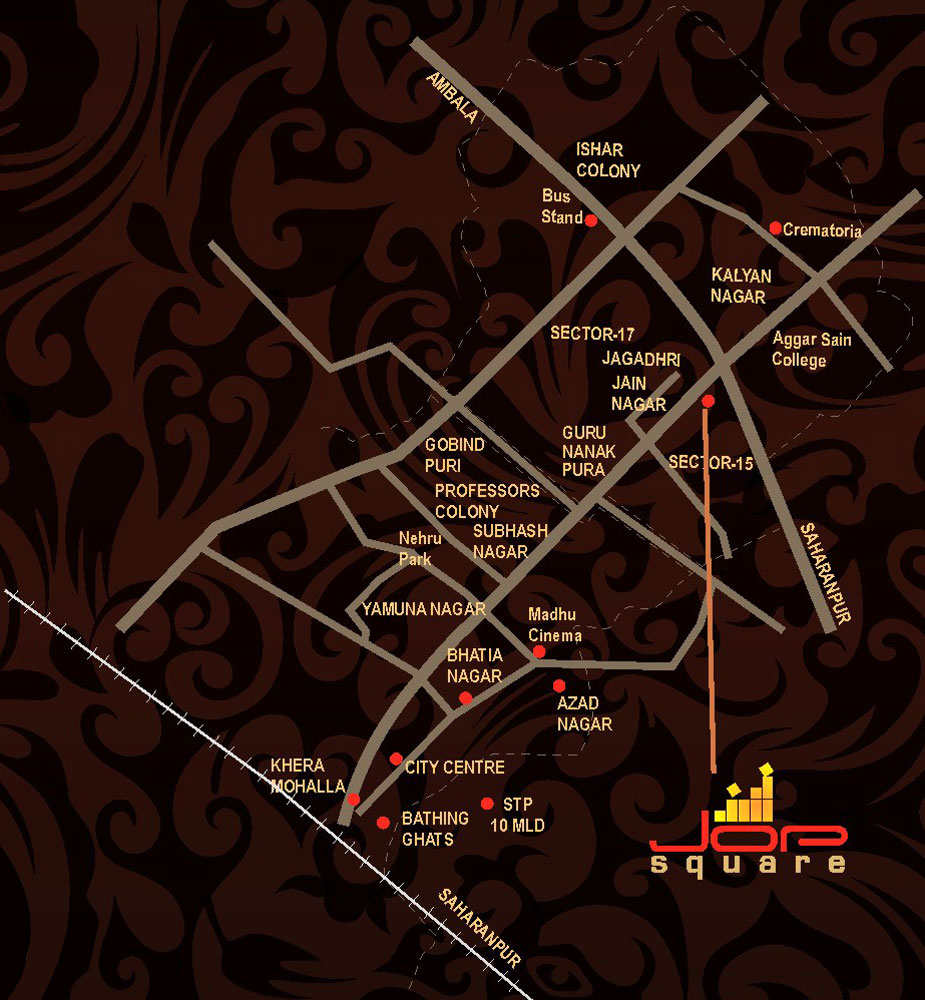 AMBALA
ISHAR
COLONY
Bus
Stand
Crematoria
KALYAN
NAGAR
SECTOR-17
Aggar Sain
College
JAGADHRI
JAIN
NAGAR
GURU
NANAK
PURA
GOBIND
PURI
SECTOR-15
PROFESSORS
COLONY
SUBHASH
NAGAR
Nehru
Park
SAHARANPUR
YAMUNA NAGAR
Madhu
Cinema
BHATIA
NAGAR
AZAD
NAGAR
KHERA
MOHALLA
CITY CENTRE
STP
10 MLD
BATHING
GHATS
JOP
square
SAHARANPUR